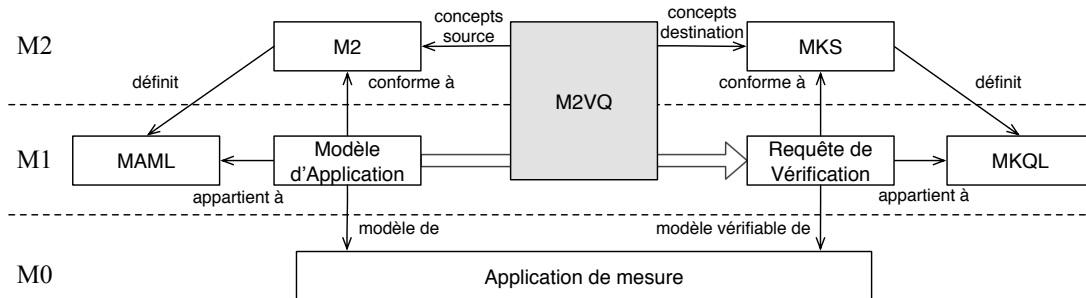 M2
M2
concepts
source
concepts
destination
MKS
définit
conforme à
M2VQ
conforme à
définit
M1
MAML
Modèle
d'Application
Requête de
Vérification
MKQL
appartient à
appartient à
modèle de
modèle vérifiable de
M0
Application de mesure